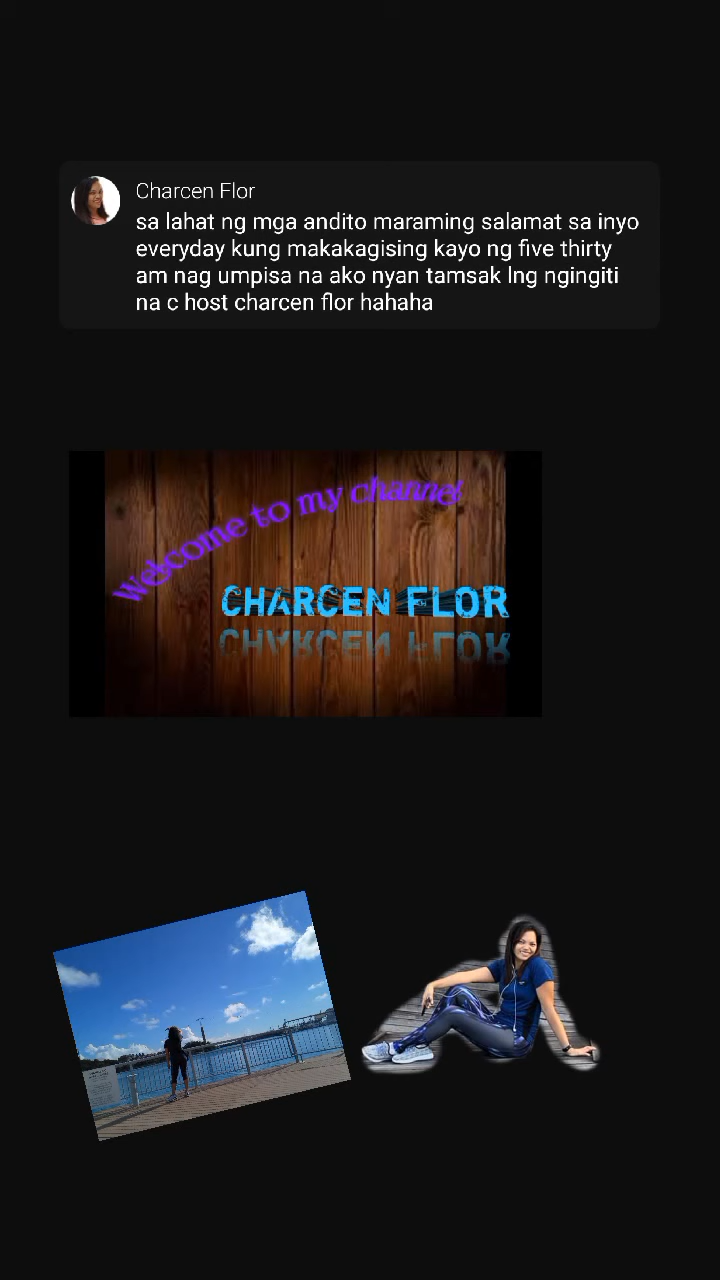 Charcen Flor
sa lahat ng mga andito maraming salamat sa inyo
everyday kung makakagising kayo ng five thirty
am nag umpisa na ako nyan tamsak lng ngingiti
na c host charcen flor hahaha
Welcome to my channel
CHARCEN FLOR